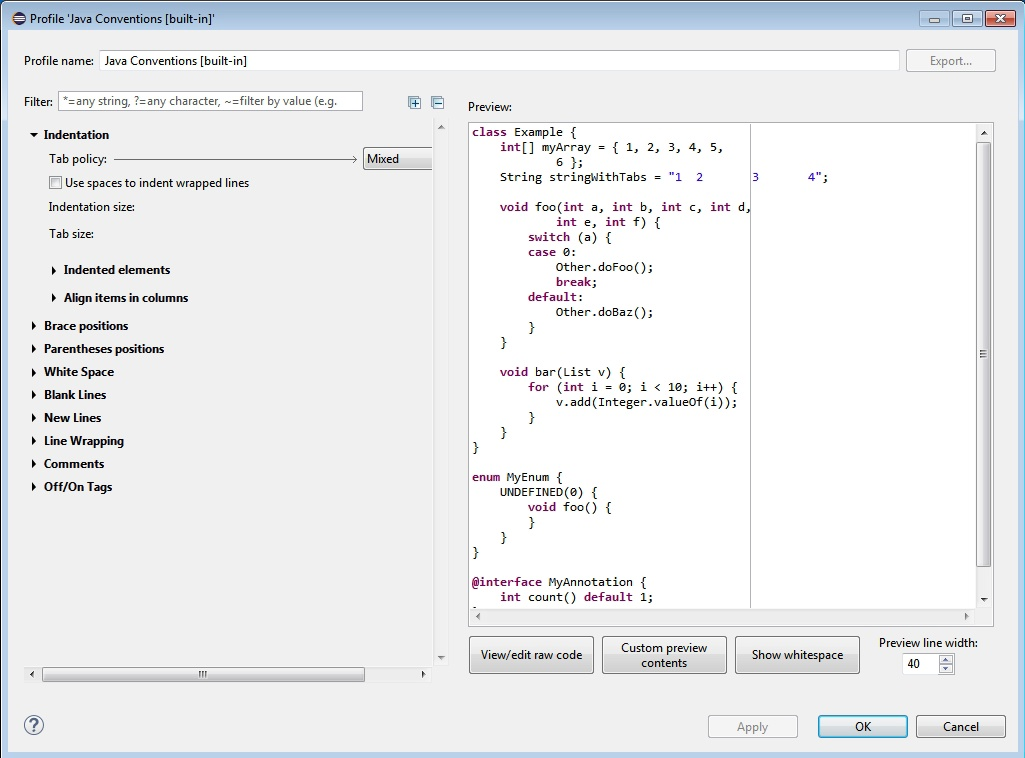 Profile 'Java Conventions [built-in]'
Profile name: Java Conventions [built-in] Export...
Filter: *=any string, ?=any character, ~=filter by value (e.g.
Indentation
Tab policy: Mixed
Use spaces to indent wrapped lines
Indentation size:
Tab size:
Indented elements
Align items in columns
Brace positions
Parentheses positions
White Space
Blank Lines
New Lines
Line Wrapping
Comments
Off/On Tags
Preview:
class Example {
    int[] myArray = { 1, 2, 3, 4, 5,
            6 };
    String stringWithTabs = "1  2       3       4";

    void foo(int a, int b, int c, int d,
            int e, int f) {
        switch (a) {
        case 0:
            Other.doFoo();
            break;
        default:
            Other.doBaz();
        }
    }

    void bar(List v) {
        for (int i = 0; i < 10; i++) {
            v.add(Integer.valueOf(i));
        }
    }
}

enum MyEnum {
    UNDEFINED(0) {
        void foo() {
        }
    }
}

@interface MyAnnotation {
    int count() default 1;
View/edit raw code
Custom preview
contents
Show whitespace
Preview line width:
40
Apply OK Cancel